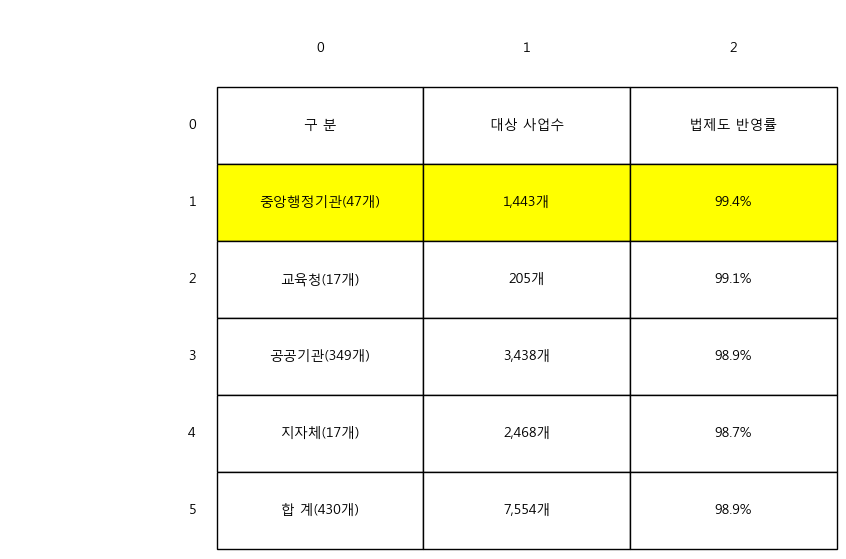 0 1 2
0 구 분 대상 사업수 법제도 반영률
1 중앙행정기관(47개) 1,443개 99.4%
2 교육청(17개) 205개 99.1%
3 공공기관(349개) 3,438개 98.9%
4 지자체(17개) 2,468개 98.7%
5 합 계(430개) 7,554개 98.9%